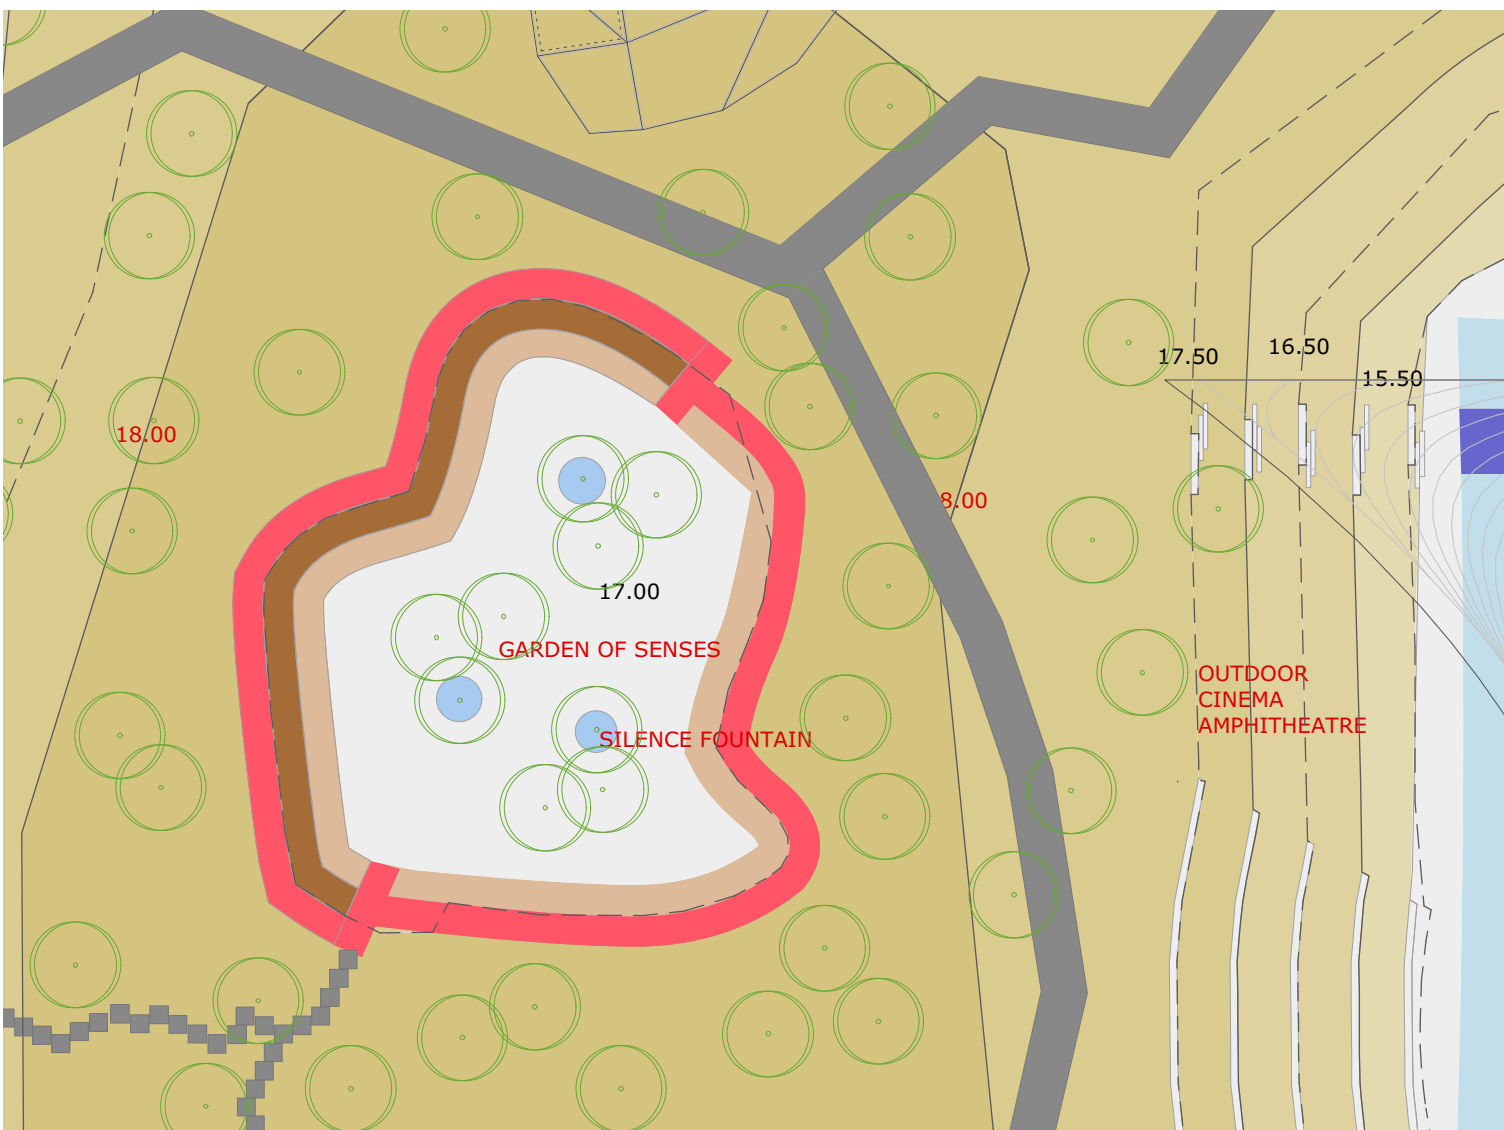 17.50
16.50
15.50
18.00
8.00
17.00
GARDEN OF SENSES
OUTDOOR
CINEMA
AMPHITHEATRE
SILENCE FOUNTAIN